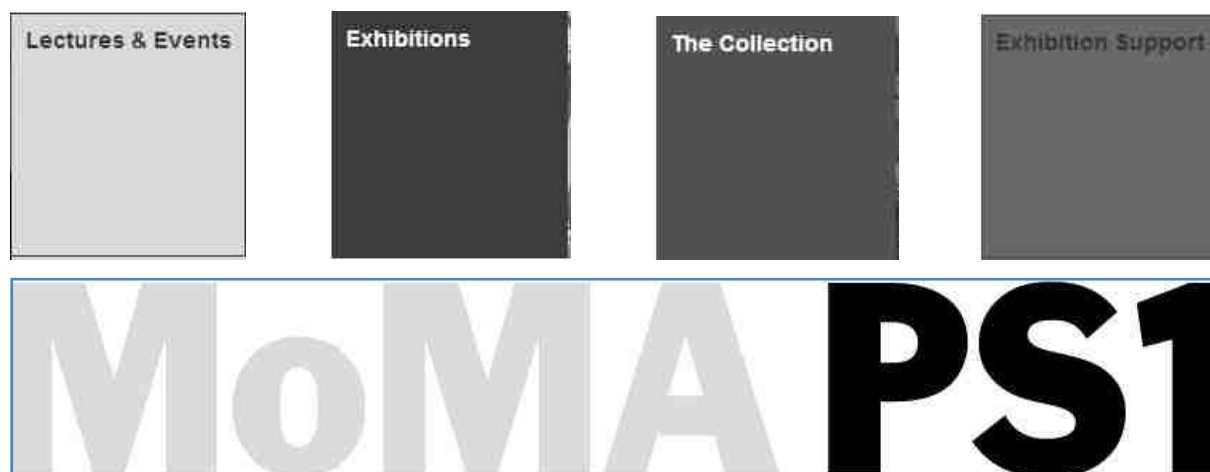 Lectures & Events
Exhibitions
The Collection
Exhibition Support
MoMA PS1